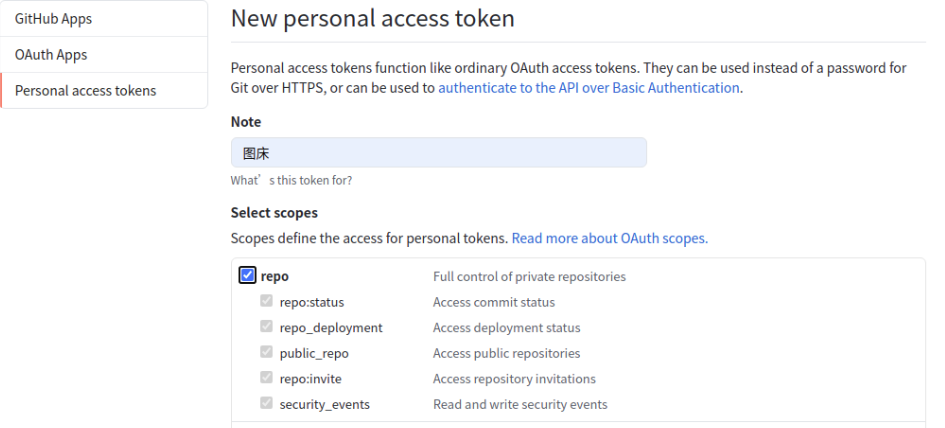 GitHub Apps
OAuth Apps
Personal access tokens
New personal access token
Personal access tokens function like ordinary OAuth access tokens. They can be used instead of a password for
Git over HTTPS, or can be used to authenticate to the API over Basic Authentication.
Note
图床
What's this token for?
Select scopes
Scopes define the access for personal tokens. Read more about OAuth scopes.
repo Full control of private repositories
repo:status Access commit status
repo_deployment Access deployment status
public_repo Access public repositories
repo:invite Access repository invitations
security_events Read and write security events